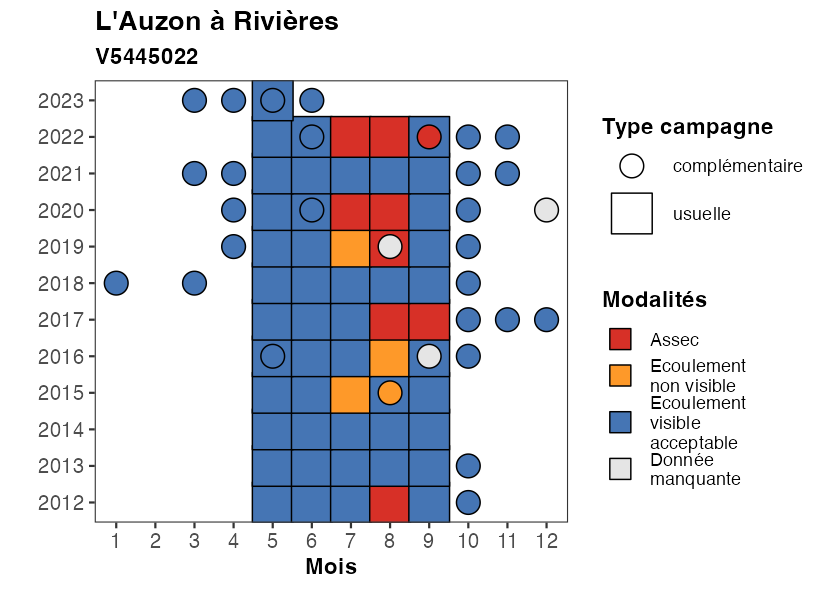 L'Auzon à Rivières
V5445022
2023
2022
2021
2020
2019
2018
2017
2016
2015
2014
2013
2012
1 2 3 4 5 6 7 8 9 10 11 12
Mois
Type campagne
complémentaire
usuelle
Modalités
Assec
Ecoulement
non visible
Ecoulement
visible
acceptable
Donnée
manquante